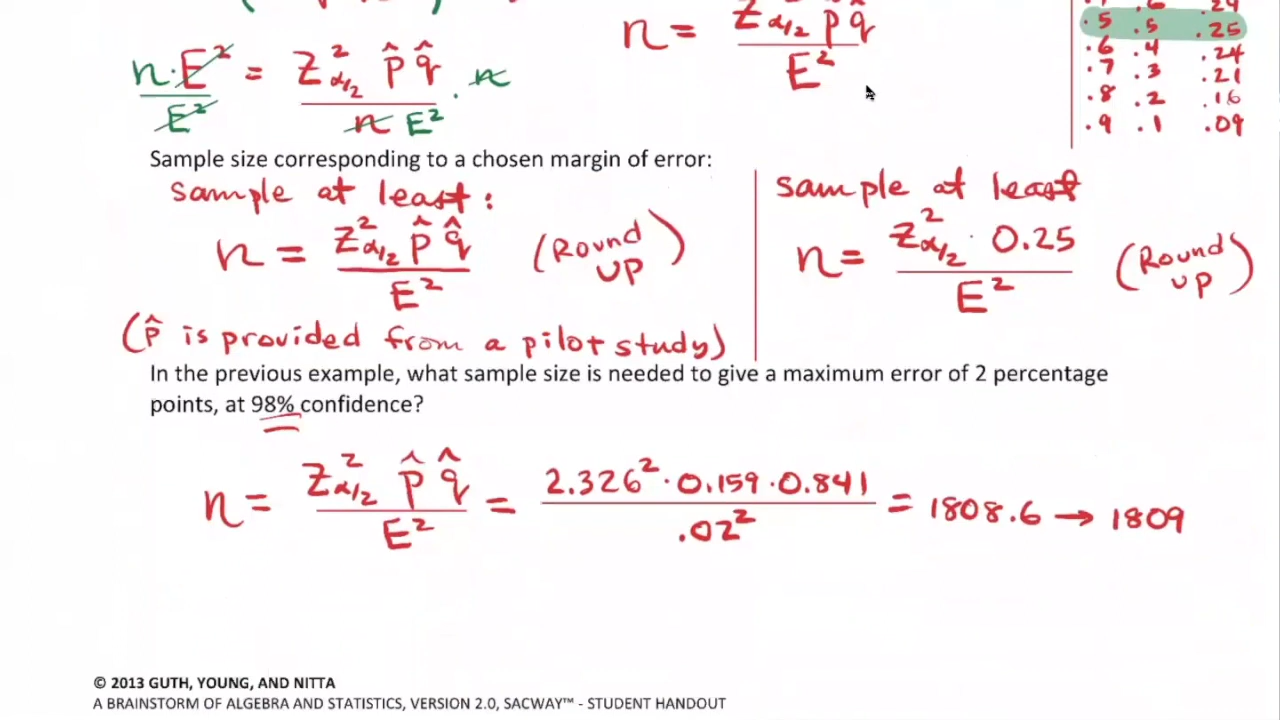 n = Z²α/2 p̂ q̂ / E²
.5 .5 .25
.6 .4 .24
.7 .3 .21
.8 .2 .16
.9 .1 .09
n·E² / E² = Z²α/2 p̂ q̂ / n E² · n
Sample size corresponding to a chosen margin of error:
sample at least:
n = Z²α/2 p̂ q̂ / E² (Round UP)
(p̂ is provided from a pilot study)
sample at least
n = Z²α/2 · 0.25 / E² (Round UP)
In the previous example, what sample size is needed to give a maximum error of 2 percentage
points, at 98% confidence?
n = Z²α/2 p̂ q̂ / E² = 2.326² · 0.159 · 0.841 / .02² = 1808.6 → 1809
© 2013 GUTH, YOUNG, AND NITTA
A BRAINSTORM OF ALGEBRA AND STATISTICS, VERSION 2.0, SACWAY™ - STUDENT HANDOUT